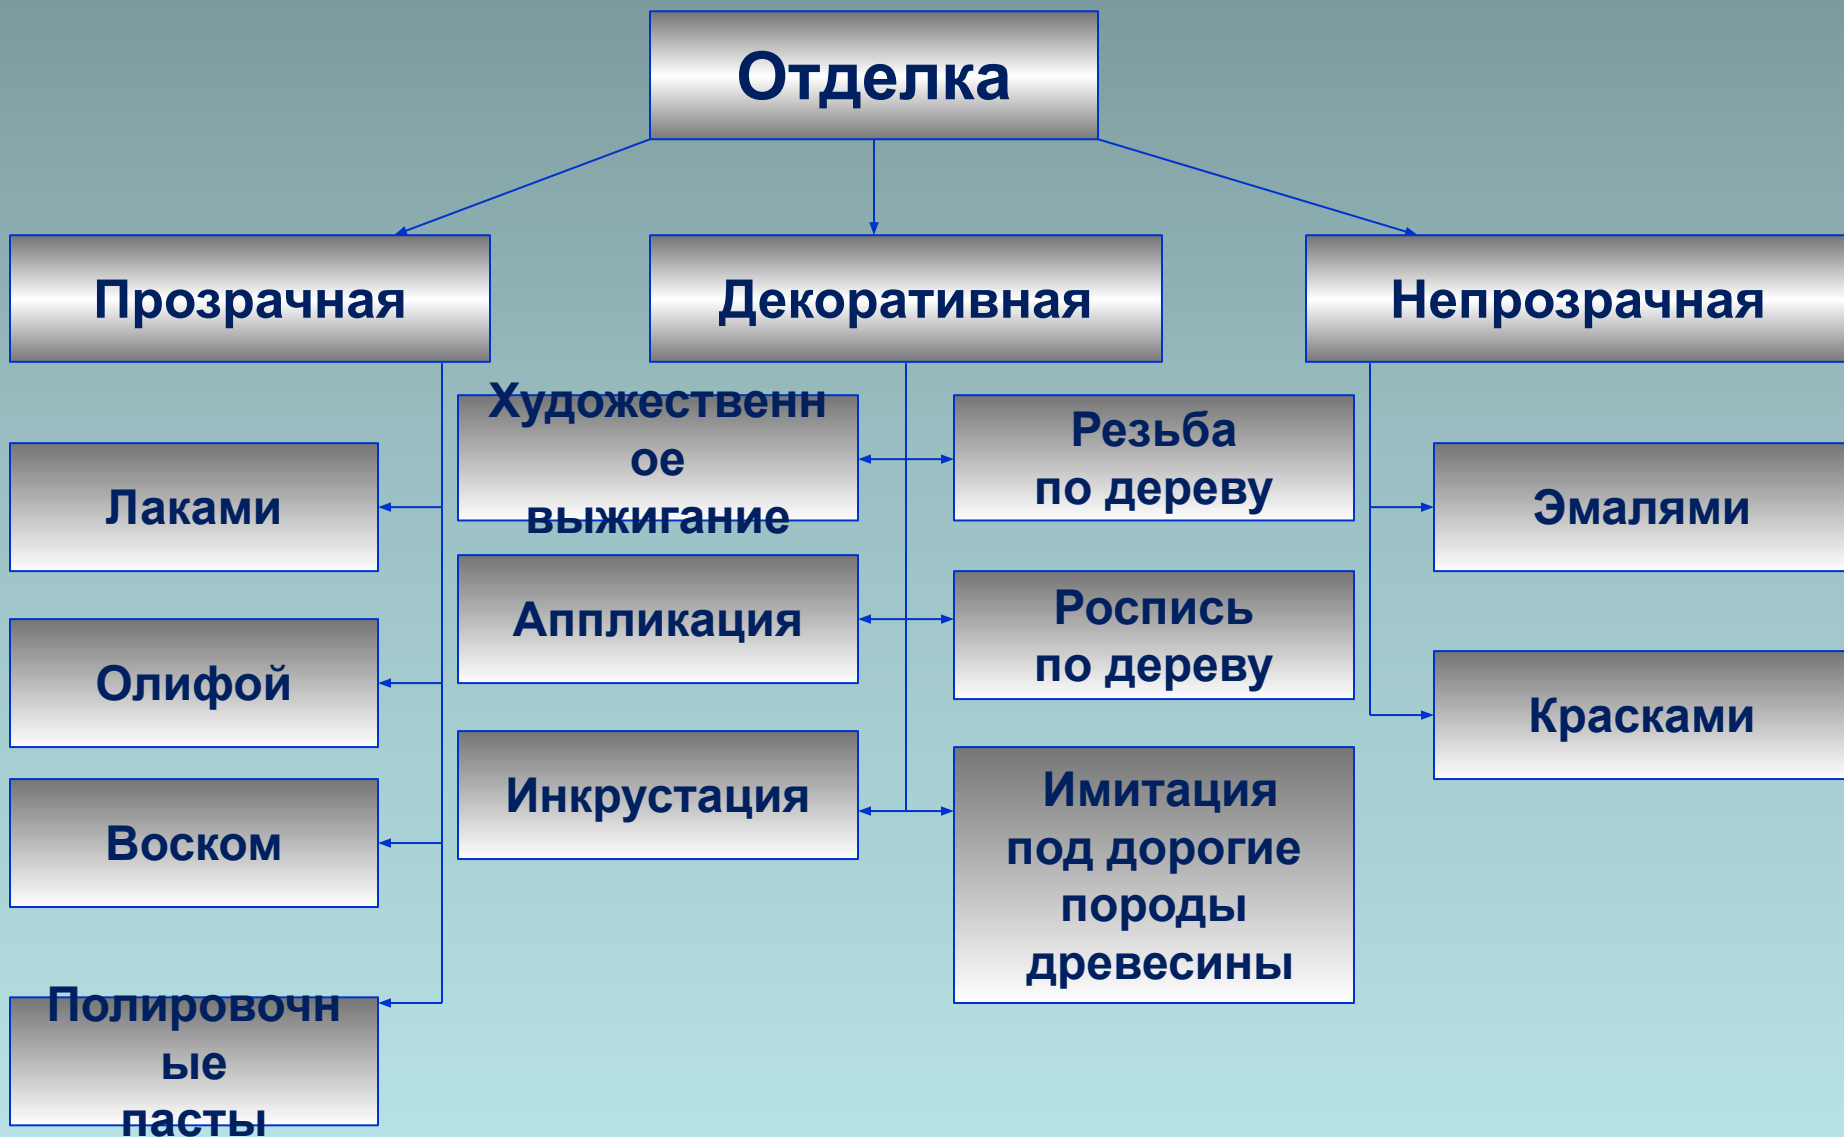 Отделка
Прозрачная
Декоративная
Непрозрачная
Лаками
Олифой
Воском
Полировочн
ые
пасты
Художественн
ое
выжигание
Аппликация
Инкрустация
Резьба
по дереву
Роспись
по дереву
Имитация
под дорогие
породы
древесины
Эмалями
Красками